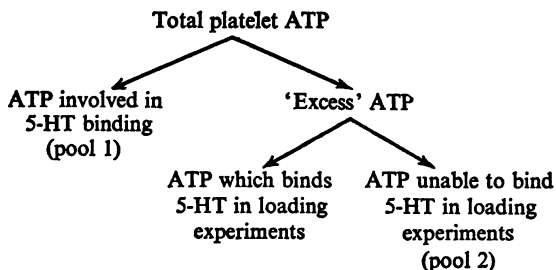 Total platelet ATP
ATP involved in
5-HT binding
(pool 1)
‘Excess’ ATP
ATP which binds
5-HT in loading
experiments
ATP unable to bind
5-HT in loading
experiments
(pool 2)